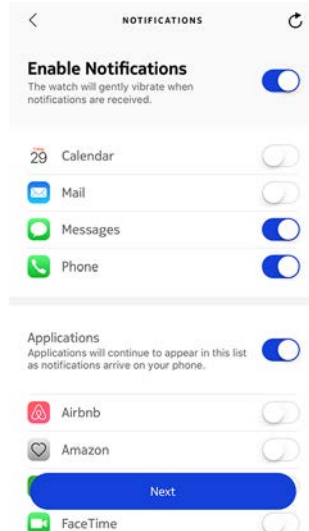 NOTIFICATIONS
Enable Notifications
The watch will gently vibrate when
notifications are received.
29 Calendar
Mail
Messages
Phone
Applications
Applications will continue to appear in this list
as notifications arrive on your phone.
Airbnb
Amazon
Next
FaceTime